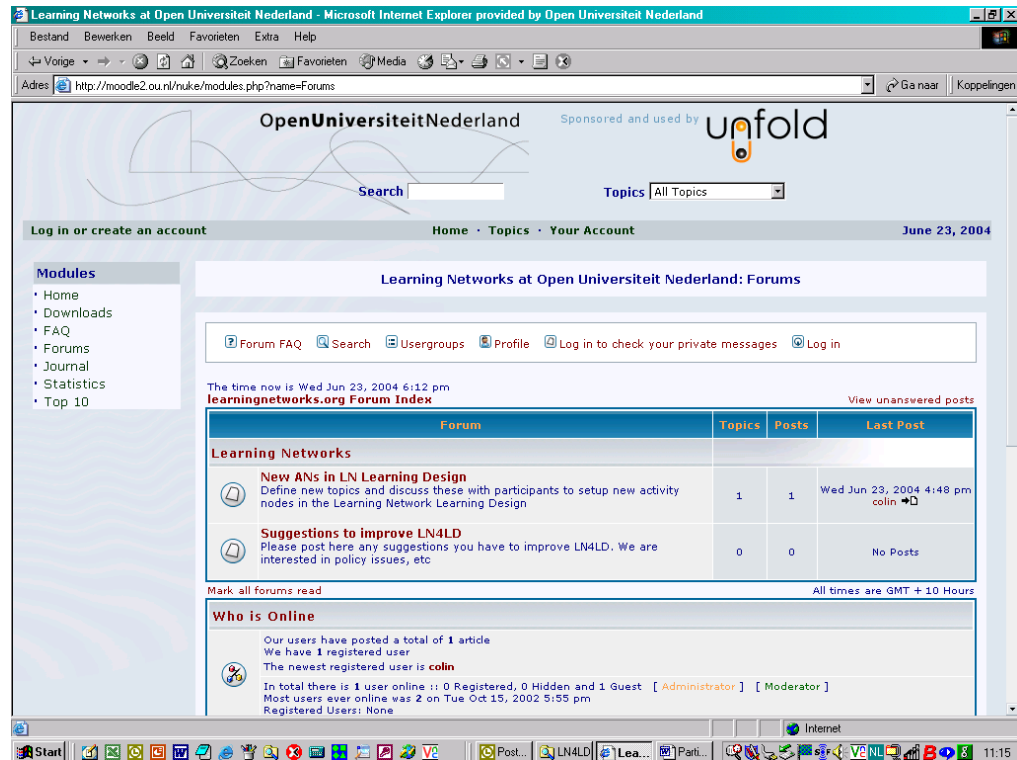 Learning Networks at Open Universiteit Nederland - Microsoft Internet Explorer provided by Open Universiteit Nederland
Bestand Bewerken Beeld Favorieten Extra Help
Vorige Zoeken Favorieten Media
Adres http://moodle2.ou.nl/nuke/modules.php?name=Forums Ga naar Koppelingen
OpenUniversiteitNederland Sponsored and used by unfold
Search Topics All Topics
Log in or create an account Home · Topics · Your Account June 23, 2004
Modules
· Home
· Downloads
· FAQ
· Forums
· Journal
· Statistics
· Top 10
Learning Networks at Open Universiteit Nederland: Forums
Forum FAQ Search Usergroups Profile Log in to check your private messages Log in
The time now is Wed Jun 23, 2004 6:12 pm
learningnetworks.org Forum Index View unanswered posts
Forum Topics Posts Last Post
Learning Networks
New ANs in LN Learning Design
Define new topics and discuss these with participants to setup new activity
nodes in the Learning Network Learning Design
1 1 Wed Jun 23, 2004 4:48 pm
colin
Suggestions to improve LN4LD
Please post here any suggestions you have to improve LN4LD. We are
interested in policy issues, etc
0 0 No Posts
Mark all forums read All times are GMT + 10 Hours
Who is Online
Our users have posted a total of 1 article
We have 1 registered user
The newest registered user is colin
In total there is 1 user online :: 0 Registered, 0 Hidden and 1 Guest [ Administrator ] [ Moderator ]
Most users ever online was 2 on Tue Oct 15, 2002 5:55 pm
Registered Users: None
Internet
Start Post... LN4LD Lea... Parti... NL 11:15